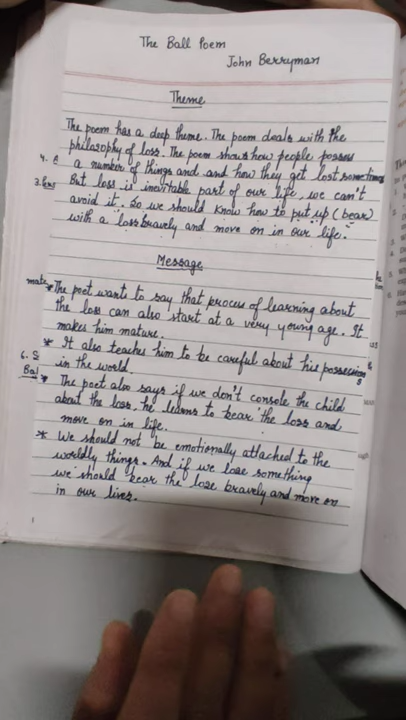 The Ball Poem
John Berryman
Theme
The poem has a deep theme. The poem deals with the
philosophy of loss. The poem shows how people possess
a number of things and and how they get lost sometimes
But loss is inevitable part of our life, we can't
avoid it. So we should know how to put up (bear)
with a loss bravely and move on in our life.
Message
* The poet wants to say that process of learning about
the loss can also start at a very young age. It
makes him mature.
* It also teaches him to be careful about his possessions
in the world.
* The poet also says if we don't console the child
about the loss, he learns to bear the loss and
move on in life.
* We should not be emotionally attached to the
worldly things. And if we lose something
we should bear the lose bravely and move on
in our lives.